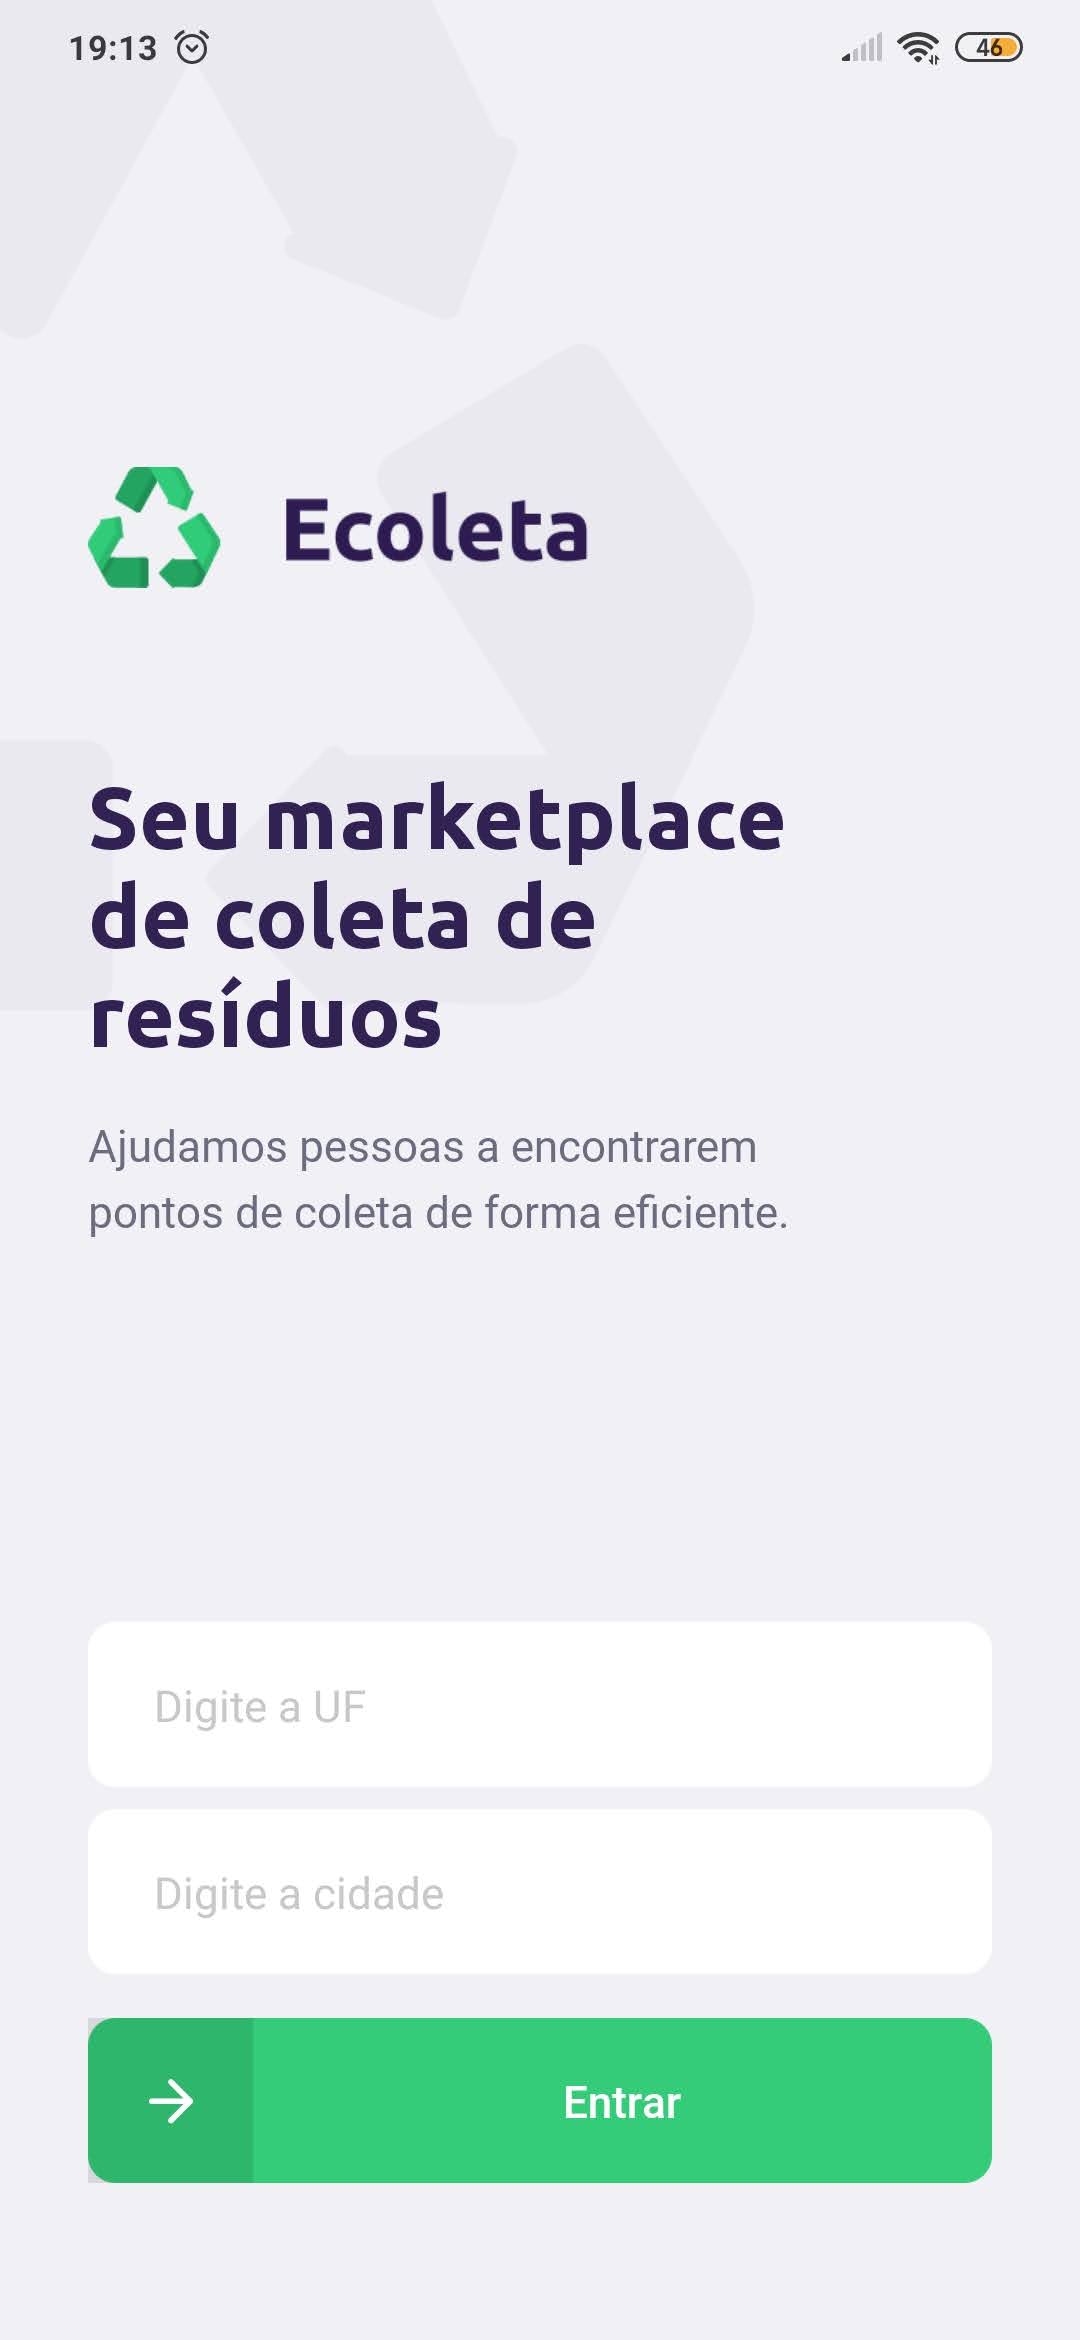 19:13
46
Ecoleta
Seu marketplace
de coleta de
resíduos
Ajudamos pessoas a encontrarem
pontos de coleta de forma eficiente.
Digite a UF
Digite a cidade
Entrar